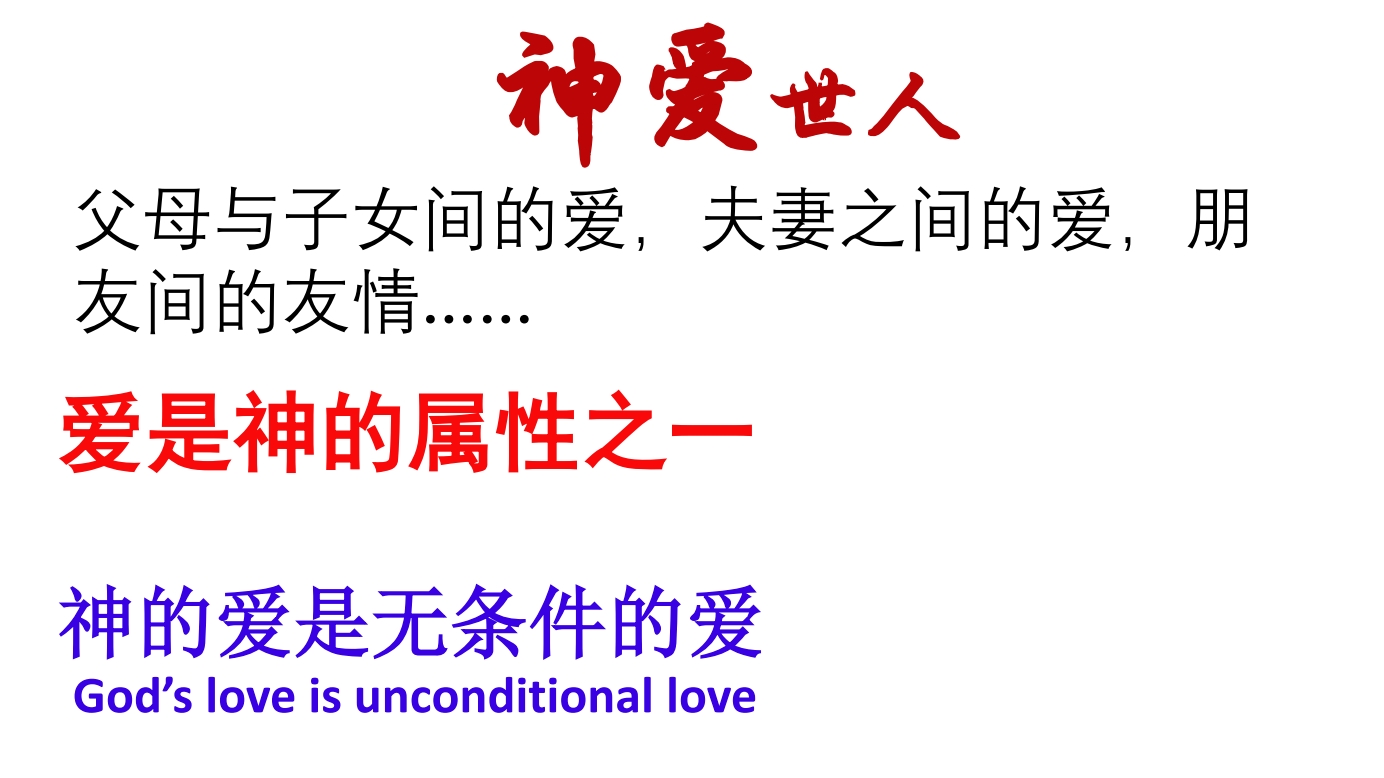 神爱世人
父母与子女间的爱，夫妻之间的爱，朋
友间的友情……
爱是神的属性之一
神的爱是无条件的爱
God’s love is unconditional love